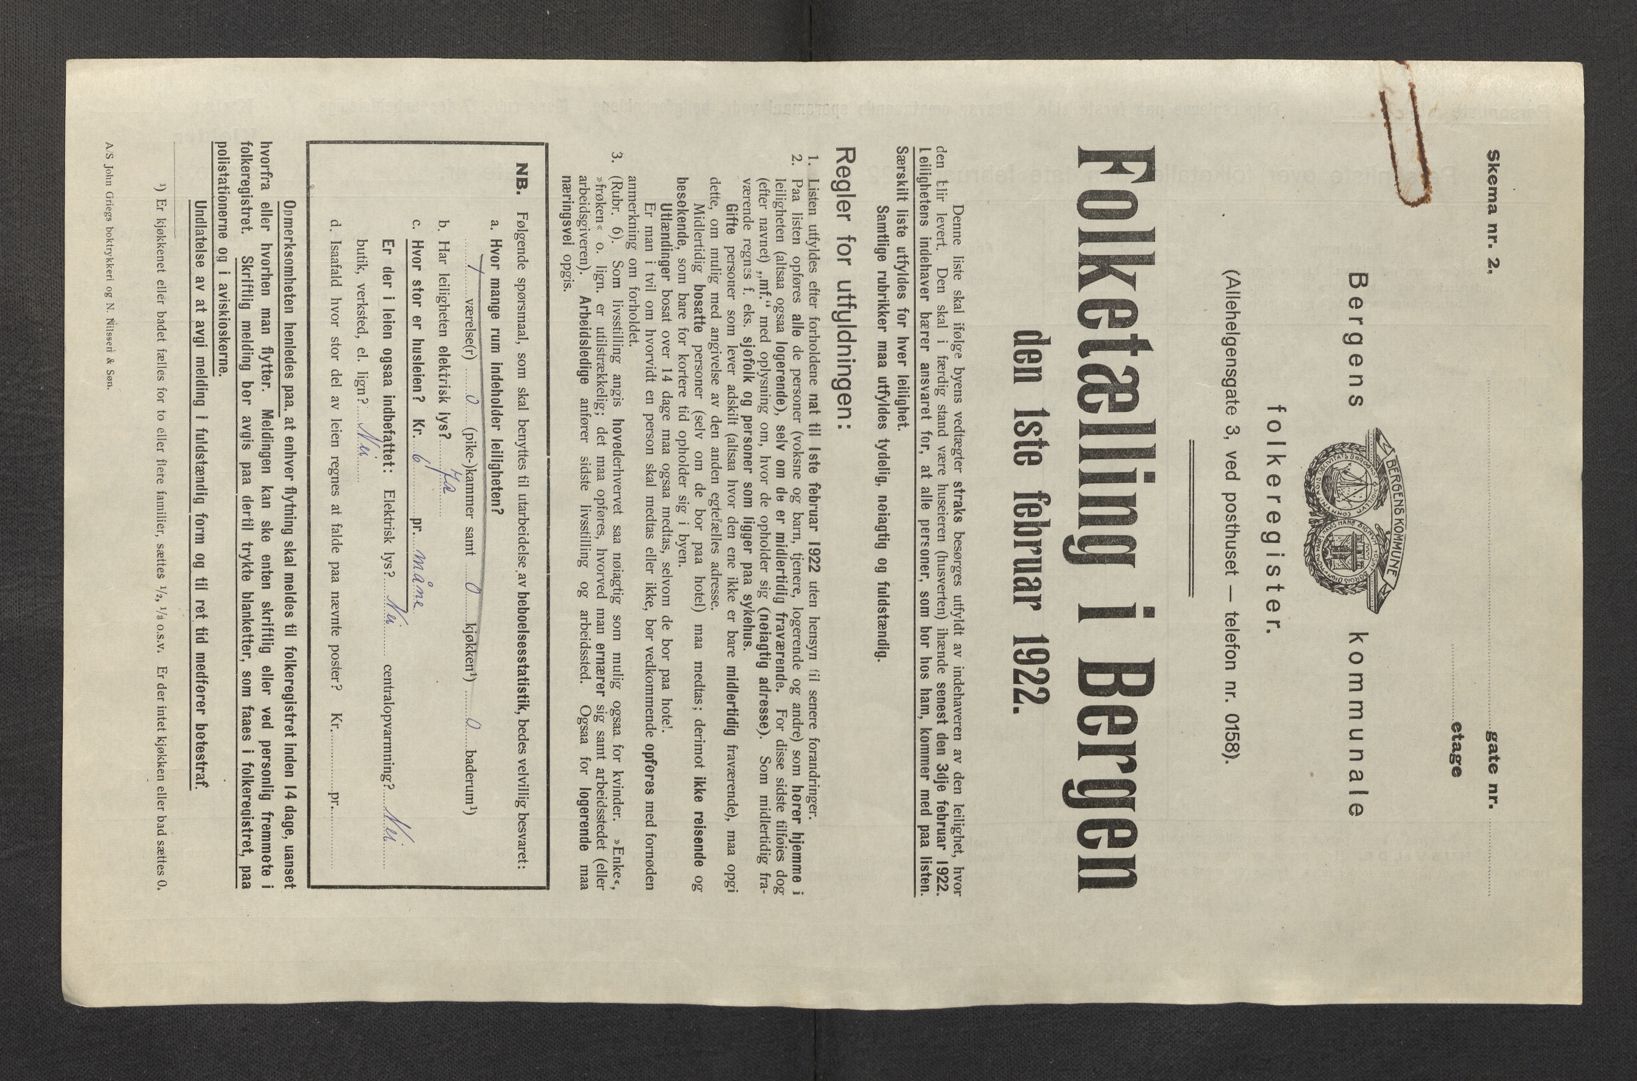 Skema nr. 2, gate nr.
etage
Bergens kommunale
BERGENS KOMMUNE
folkeregister.
(Allehelgensgate 3, ved posthuset — telefon nr. 0158).
Folketælling i Bergen
den 1ste februar 1922.
Denne liste skal ifølge byens vedtægter straks besørges utfyldt av indehaveren av den leilighet, hvor
den blir levert. Den skal i færdig stand være huseieren (husverten) ihænde senest den 3dje februar 1922.
Leilighetens indehaver bærer ansvaret for, at alle personer, som bor hos ham, kommer med paa listen.
Særskilt liste utfyldes for hver leilighet.
Samtlige rubrikker maa utfyldes tydelig, nøiagtig og fuldstændig.
Regler for utfyldningen:
1. Listen utfyldes efter forholdene nat til 1ste februar 1922 uten hensyn til senere forandringer.
2. Paa listen opføres alle de personer (voksne og barn, tjenere, logerende og andre) som hører hjemme i
leiligheten (altsaa ogsaa logerende), selv om de er midlertidig fraværende. For disse sidste tilføies dog
(efter navnet) „mf.“ med oplysning om, hvor de opholder sig (nøiagtig adresse). Som midlertidig fra-
værende regnes f. eks. sjøfolk og personer som ligger paa sykehus.
Gifte personer som lever adskilt (altsaa hvor den ene ikke er bare midlertidig fraværende), maa opgi
dette, om mulig med angivelse av den anden egtefælles adresse.
Midlertidig bosatte personer (selv om de bor paa hotel) maa medtas; derimot ikke reisende og
besøkende, som bare for kortere tid opholder sig i byen.
Utlændinger bosat over 14 dage maa ogsaa medtas, selvom de bor paa hotel.
Er man i tvil om hvorvidt en person skal medtas eller ikke, bør vedkommende opføres med fornøden
anmerkning om forholdet.
3. (Rubr. 6). Som livsstilling angis hovederhvervet saa nøiagtig som mulig ogsaa for kvinder. »Enke«,
»frøken« o. lign. er utilstrækkelig; det maa opføres, hvorved man ernærer sig samt arbeidsstedet (eller
arbeidsgiveren). Arbeidsledige anfører sidste livsstilling og arbeidssted. Ogsaa for logerende maa
næringsvei opgis.
NB. Følgende spørsmaal, som skal benyttes til utarbeidelse av beboelsesstatistik, bedes velvillig besvaret:
a. Hvor mange rum indeholder leiligheten?
1 værelse(r) 0 (pike-)kammer samt 0 kjøkken¹) 0 baderum¹)
b. Har leiligheten elektrisk lys? Ja
c. Hvor stor er husleien? Kr. 6 pr. måne
Er der i leien ogsaa indbefattet: Elektrisk lys? Nei centralopvarmning? Nei
butik, verksted, el. lign? Nei
d. Isaafald hvor stor del av leien regnes at falde paa nævnte poster? Kr. pr.
Opmerksomheten henledes paa, at enhver flytning skal meldes til folkeregistret inden 14 dage, uanset
hvorfra eller hvorhen man flytter. Meldingen kan ske enten skriftlig eller ved personlig fremmøte i
folkeregistret. Skriftlig melding bør avgis paa dertil trykte blanketter, som faaes i folkeregistret, paa
polistationerne og i aviskioskerne.
Undlatelse av at avgi melding i fuldstændig form og til ret tid medfører bøtestraf.
¹) Er kjøkkenet eller badet fælles for to eller flere familier, sættes ¹/₂, ¹/₃ o.s.v. Er der intet kjøkken eller bad sættes 0.
A/S John Griegs boktrykkeri og N. Nilssen & Søn.